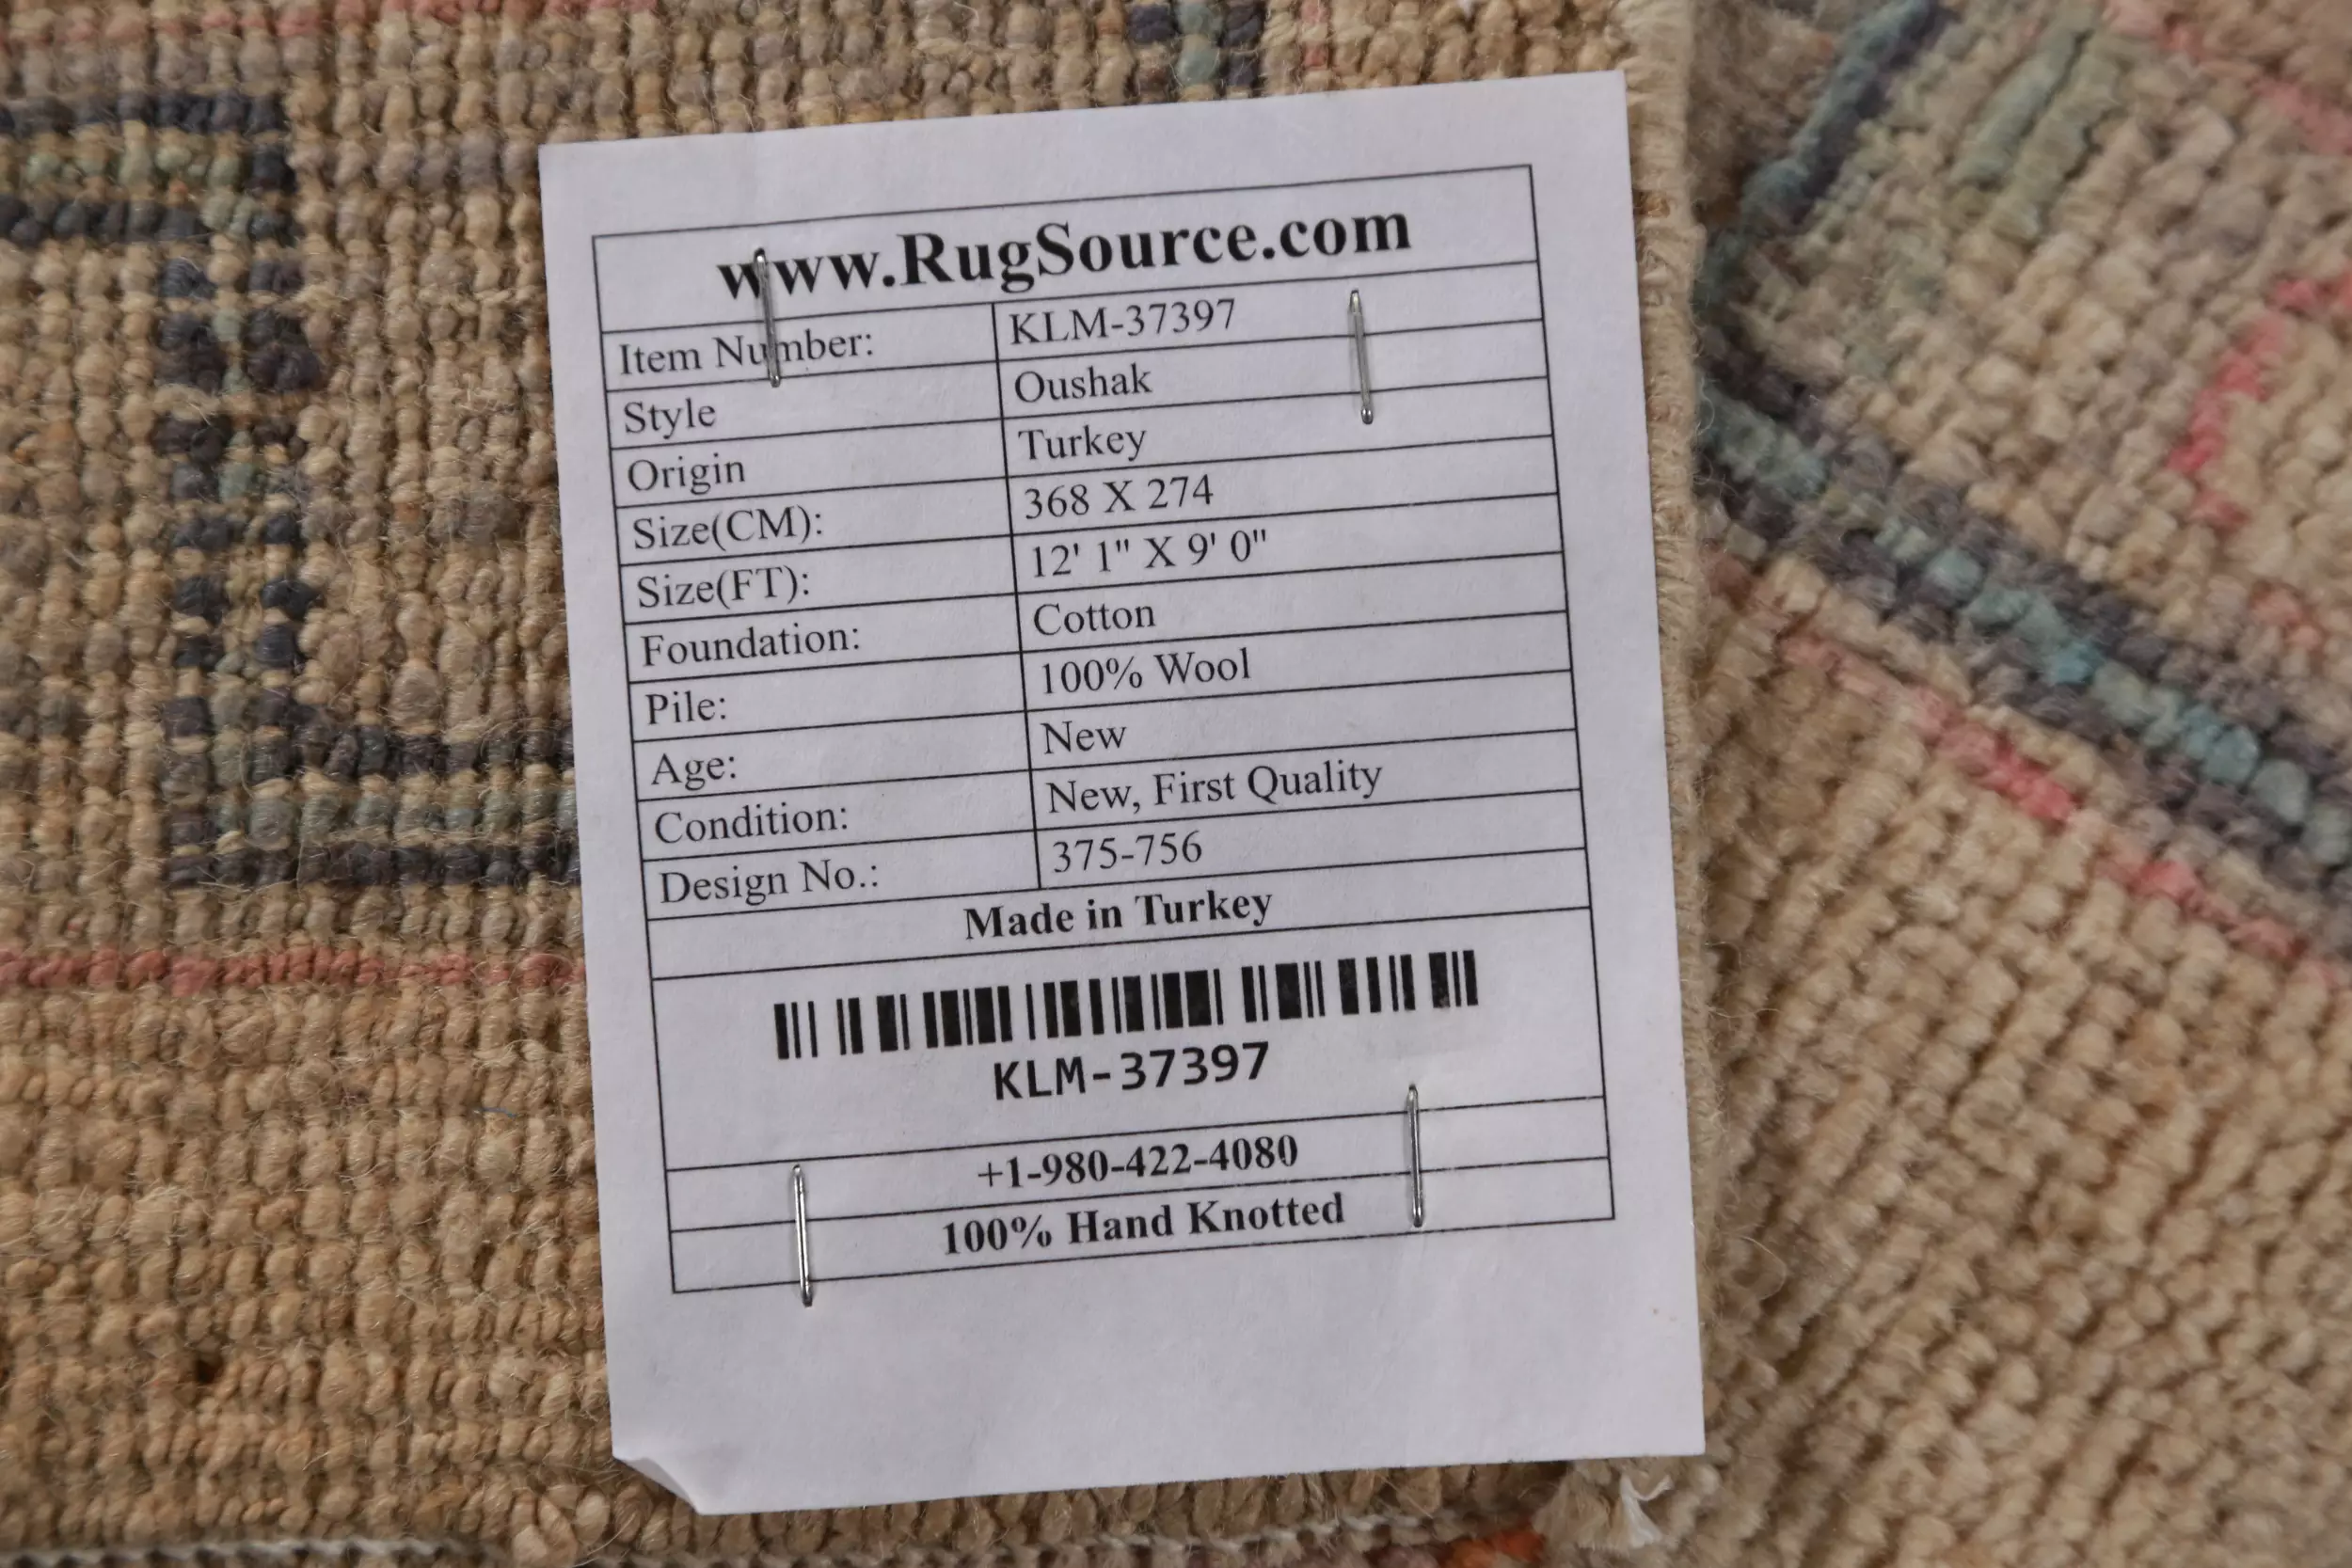 www.RugSource.com
Item Number: KLM-37397
Style Oushak
Origin Turkey
Size(CM): 368 X 274
Size(FT): 12' 1" X 9' 0"
Foundation: Cotton
Pile: 100% Wool
Age: New
Condition: New, First Quality
Design No.: 375-756
Made in Turkey
KLM-37397
+1-980-422-4080
100% Hand Knotted